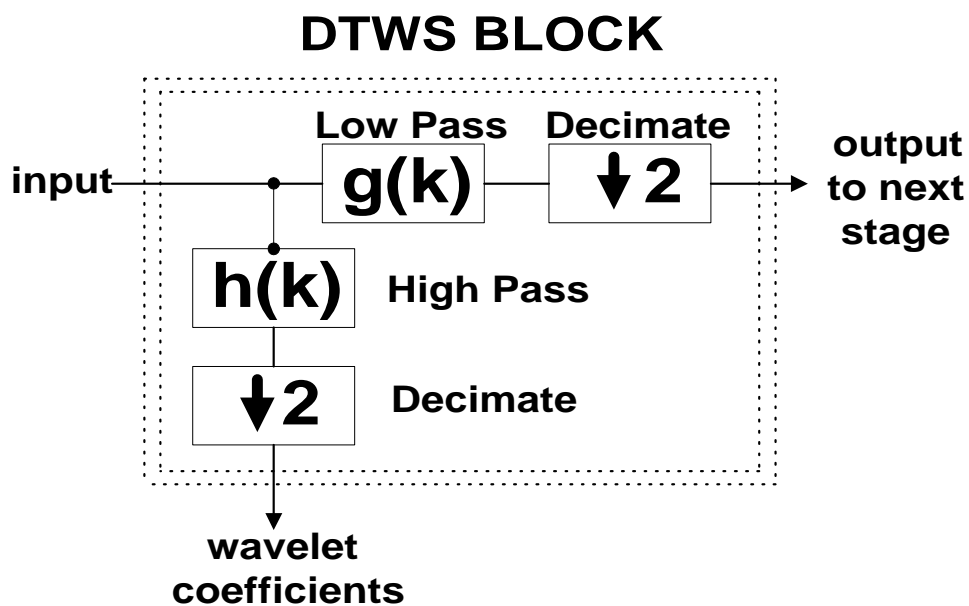 DTWS BLOCK
Low Pass
Decimate
input
g(k)
↓2
output
to next
stage
h(k)
High Pass
↓2
Decimate
wavelet
coefficients